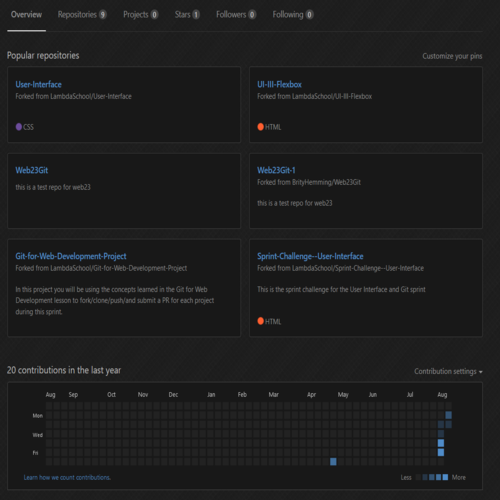 Overview Repositories 9 Projects 0 Stars 1 Followers 0 Following 0
Popular repositories
Customize your pins
User-Interface
Forked from LambdaSchool/User-Interface
CSS
UI-III-Flexbox
Forked from LambdaSchool/UI-III-Flexbox
HTML
Web23Git
this is a test repo for web23
Web23Git-1
Forked from BrityHemming/Web23Git
this is a test repo for web23
Git-for-Web-Development-Project
Forked from LambdaSchool/Git-for-Web-Development-Project
In this project you will be using the concepts learned in the Git for Web
Development lesson to fork/clone/push/and submit a PR for each project
during this sprint.
Sprint-Challenge--User-Interface
Forked from LambdaSchool/Sprint-Challenge--User-Interface
This is the sprint challenge for the User Interface and Git sprint
HTML
20 contributions in the last year
Contribution settings
Aug Sep Oct Nov Dec Jan Feb Mar Apr May Jun Jul Aug
Mon
Wed
Fri
Learn how we count contributions.
Less More